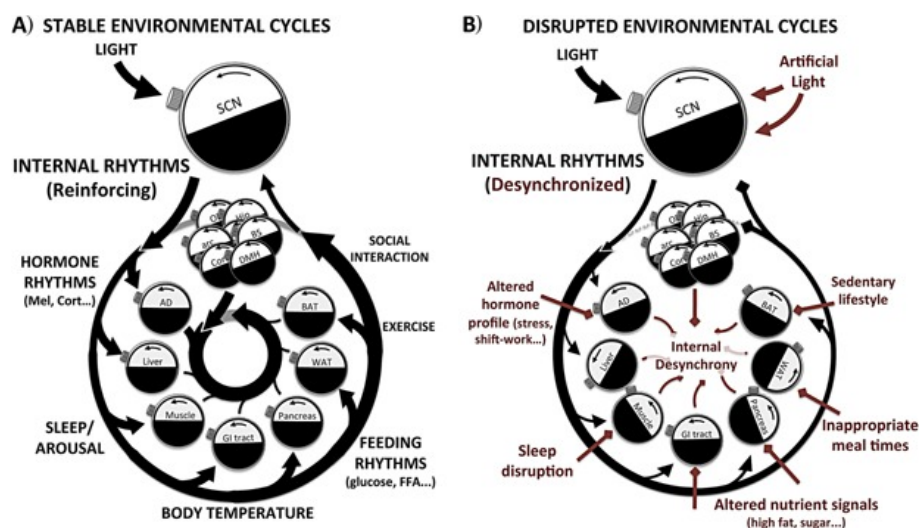 A) STABLE ENVIRONMENTAL CYCLES
LIGHT
SCN
INTERNAL RHYTHMS
(Reinforcing)
Hip
arc
BS
Cort
DMH
SOCIAL
INTERACTION
HORMONE
RHYTHMS
(Mel, Cort...)
AD
BAT
EXERCISE
Liver
WAT
Muscle
GI tract
Pancreas
SLEEP/
AROUSAL
FEEDING
RHYTHMS
(glucose, FFA...)
BODY TEMPERATURE
B) DISRUPTED ENVIRONMENTAL CYCLES
LIGHT
Artificial
Light
SCN
INTERNAL RHYTHMS
(Desynchronized)
Hip
arc
BS
Cort
DMH
Altered
hormone
profile (stress,
shift-work...)
AD
BAT
Sedentary
lifestyle
Internal
Desynchrony
Liver
WAT
Muscle
GI tract
Pancreas
Inappropriate
meal times
Sleep
disruption
Altered nutrient signals
(high fat, sugar...)